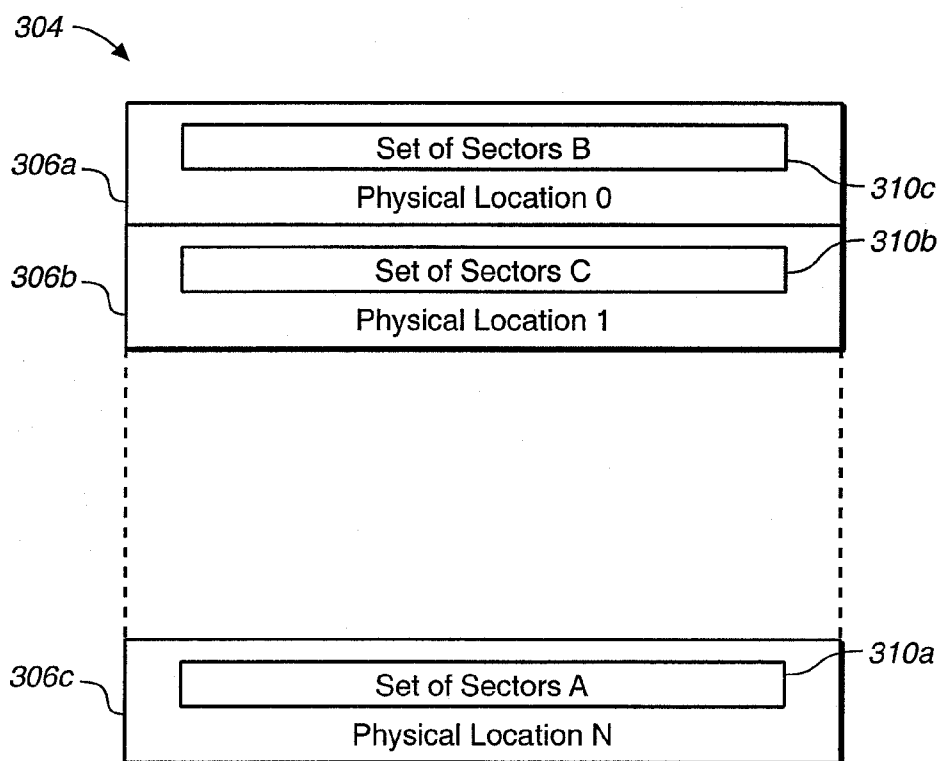 304
Set of Sectors B
306a
Physical Location 0
310c
Set of Sectors C
310b
306b
Physical Location 1
Set of Sectors A
310a
306c
Physical Location N